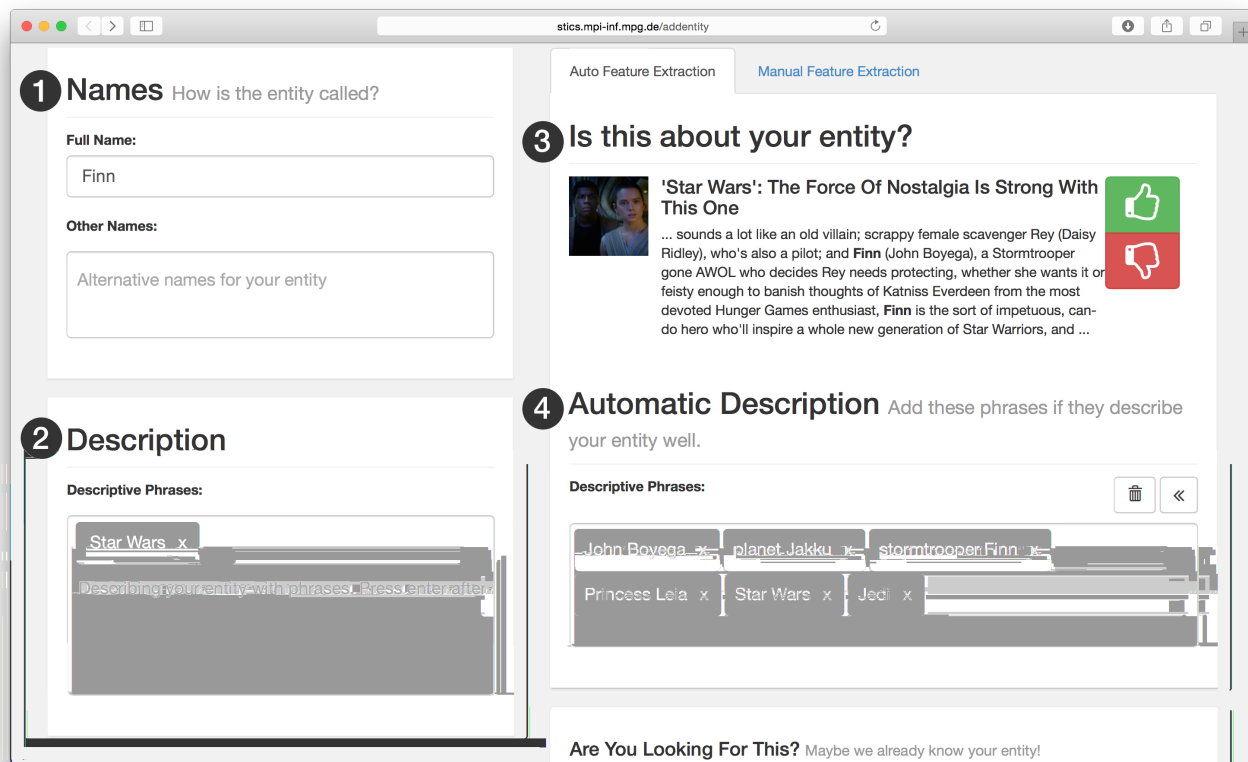 stics.mpi-inf.mpg.de/addentity
1 Names How is the entity called?
Full Name:
Finn
Other Names:
Alternative names for your entity
2 Description
Descriptive Phrases:
Star Wars x
Describing your entity with phrases. Press enter after
Auto Feature Extraction Manual Feature Extraction
3 Is this about your entity?
'Star Wars': The Force Of Nostalgia Is Strong With
This One
... sounds a lot like an old villain; scrappy female scavenger Rey (Daisy
Ridley), who's also a pilot; and Finn (John Boyega), a Stormtrooper
gone AWOL who decides Rey needs protecting, whether she wants it or
feisty enough to banish thoughts of Katniss Everdeen from the most
devoted Hunger Games enthusiast, Finn is the sort of impetuous, can-
do hero who'll inspire a whole new generation of Star Warriors, and ...
4 Automatic Description Add these phrases if they describe
your entity well.
Descriptive Phrases:
John Boyega x planet Jakku x stormtrooper Finn x
Princess Leia x Star Wars x Jedi x
Are You Looking For This? Maybe we already know your entity!